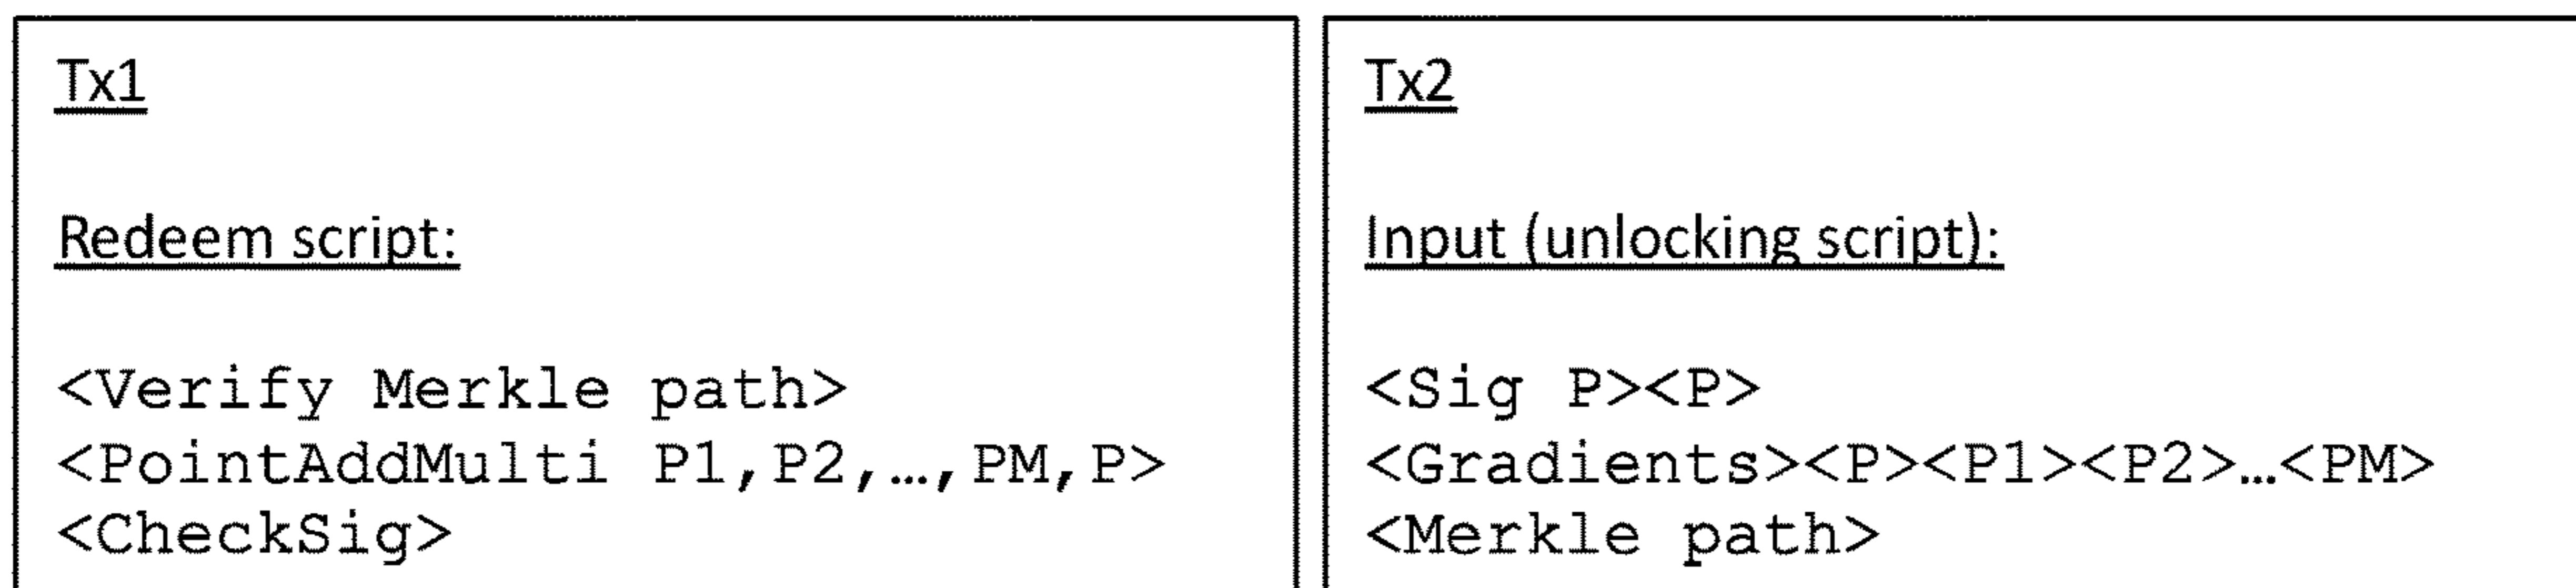 Tx1
Redeem script:
<Verify Merkle path>
<PointAddMulti P1,P2,…,PM,P>
<CheckSig>
Tx2
Input (unlocking script):
<Sig P><P>
<Gradients><P><P1><P2>…<PM>
<Merkle path>